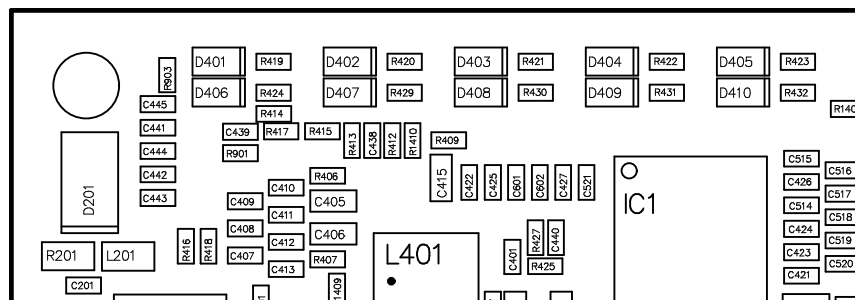 D401 R419 D402 R420 D403 R421 D404 R422 D405 R423
R903
D406 R424 D407 R429 D408 R430 D409 R431 D410 R432
C445 R414
C441 C439 R417 R415 R413 C438 R412 R1410 R409
C444 R901 C515
C442 R406 C415 C422 C425 C601 C602 C427 C521 C426 C516
C443 C410 C405 IC1 C514 C517
D201 C409 C411 C518
C408 C406 R427 C440 C424
R416 R418 C412 C519
R201 L201 C407 R407 L401 C401 R425 C423 C520
C413 C421
C201